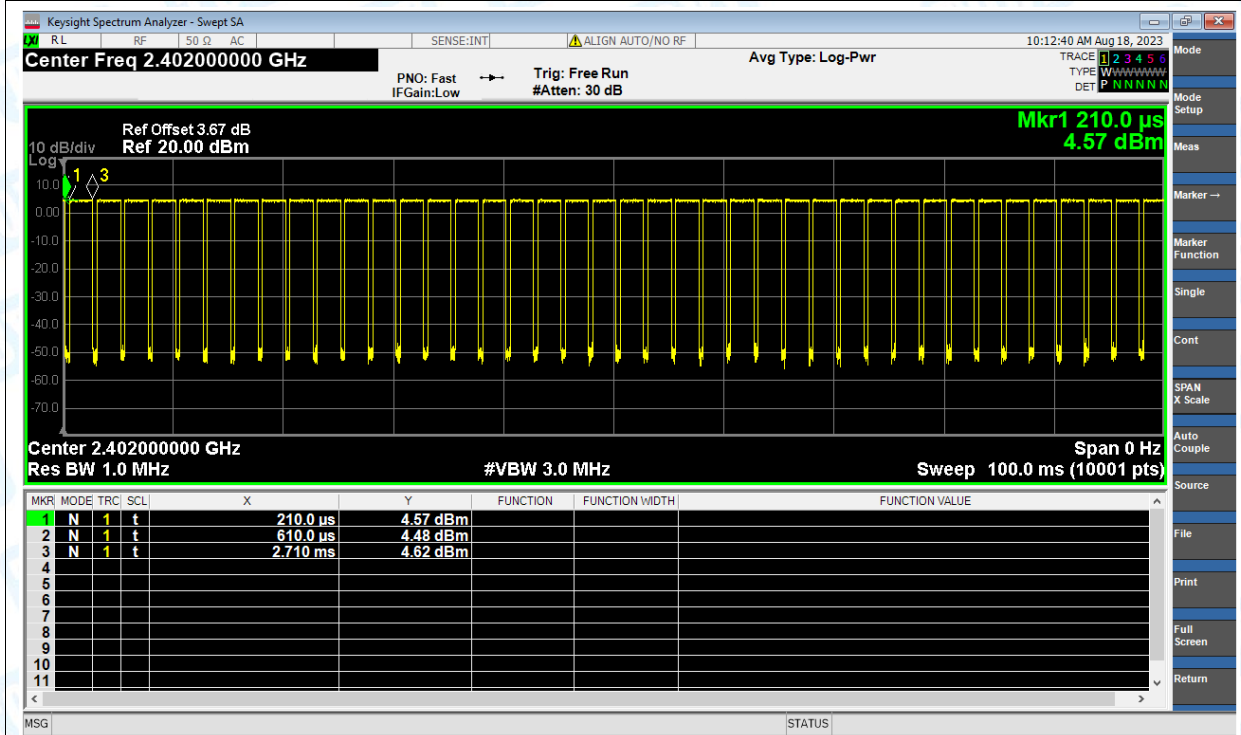 Keysight Spectrum Analyzer - Swept SA
LXI RL RF 50 Ω AC SENSE:INT ALIGN AUTO/NO RF 10:12:40 AM Aug 18, 2023
Center Freq 2.402000000 GHz Avg Type: Log-Pwr TRACE 1 2 3 4 5 6
PNO: Fast Trig: Free Run TYPE WWWWWW
IFGain:Low #Atten: 30 dB DET P NNNNN
Mkr1 210.0 µs
4.57 dBm
Ref Offset 3.67 dB
10 dB/div Ref 20.00 dBm
Log
1 3
10.0
0.00
-10.0
-20.0
-30.0
-40.0
-50.0
-60.0
-70.0
Center 2.402000000 GHz Span 0 Hz
Res BW 1.0 MHz #VBW 3.0 MHz Sweep 100.0 ms (10001 pts)
MKR MODE TRC SCL X Y FUNCTION FUNCTION WIDTH FUNCTION VALUE
1 N 1 t 210.0 µs 4.57 dBm
2 N 1 t 610.0 µs 4.48 dBm
3 N 1 t 2.710 ms 4.62 dBm
4
5
6
7
8
9
10
11
MSG STATUS
Mode
Mode
Setup
Meas
Marker →
Marker
Function
Single
Cont
SPAN
X Scale
Auto
Couple
Source
File
Print
Full
Screen
Return